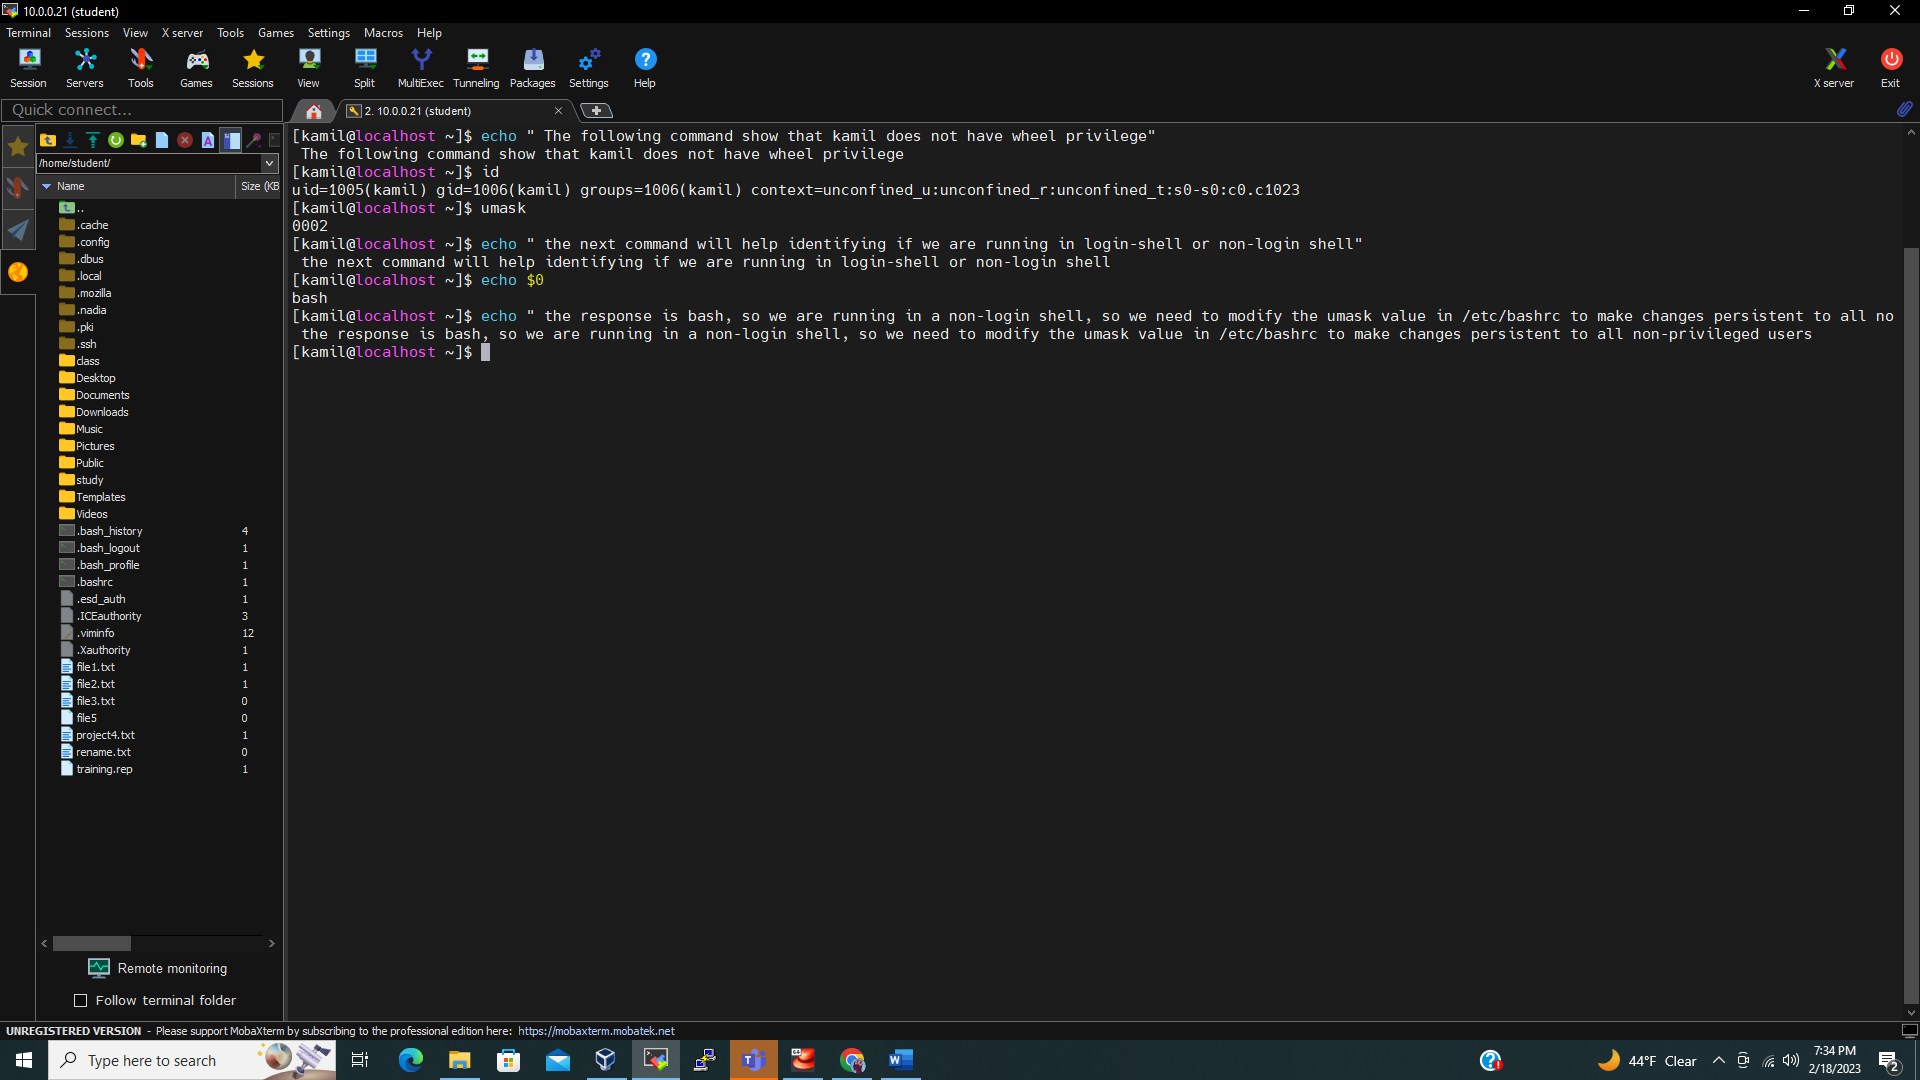 10.0.0.21 (student)
Terminal Sessions View X server Tools Games Settings Macros Help
Session Servers Tools Games Sessions View Split MultiExec Tunneling Packages Settings Help X server Exit
Quick connect...
2. 10.0.0.21 (student)
/home/student/
Name Size (KB
..
.cache
.config
.dbus
.local
.mozilla
.nadia
.pki
.ssh
class
Desktop
Documents
Downloads
Music
Pictures
Public
study
Templates
Videos
.bash_history 4
.bash_logout 1
.bash_profile 1
.bashrc 1
.esd_auth 1
.ICEauthority 3
.viminfo 12
.Xauthority 1
file1.txt 1
file2.txt 1
file3.txt 0
file5 0
project4.txt 1
rename.txt 0
training.rep 1
Remote monitoring
Follow terminal folder
[kamil@localhost ~]$ echo " The following command show that kamil does not have wheel privilege"
The following command show that kamil does not have wheel privilege
[kamil@localhost ~]$ id
uid=1005(kamil) gid=1006(kamil) groups=1006(kamil) context=unconfined_u:unconfined_r:unconfined_t:s0-s0:c0.c1023
[kamil@localhost ~]$ umask
0002
[kamil@localhost ~]$ echo " the next command will help identifying if we are running in login-shell or non-login shell"
the next command will help identifying if we are running in login-shell or non-login shell
[kamil@localhost ~]$ echo $0
bash
[kamil@localhost ~]$ echo " the response is bash, so we are running in a non-login shell, so we need to modify the umask value in /etc/bashrc to make changes persistent to all no
the response is bash, so we are running in a non-login shell, so we need to modify the umask value in /etc/bashrc to make changes persistent to all non-privileged users
[kamil@localhost ~]$
UNREGISTERED VERSION - Please support MobaXterm by subscribing to the professional edition here: https://mobaxterm.mobatek.net
Type here to search
44°F Clear
7:34 PM
2/18/2023
2